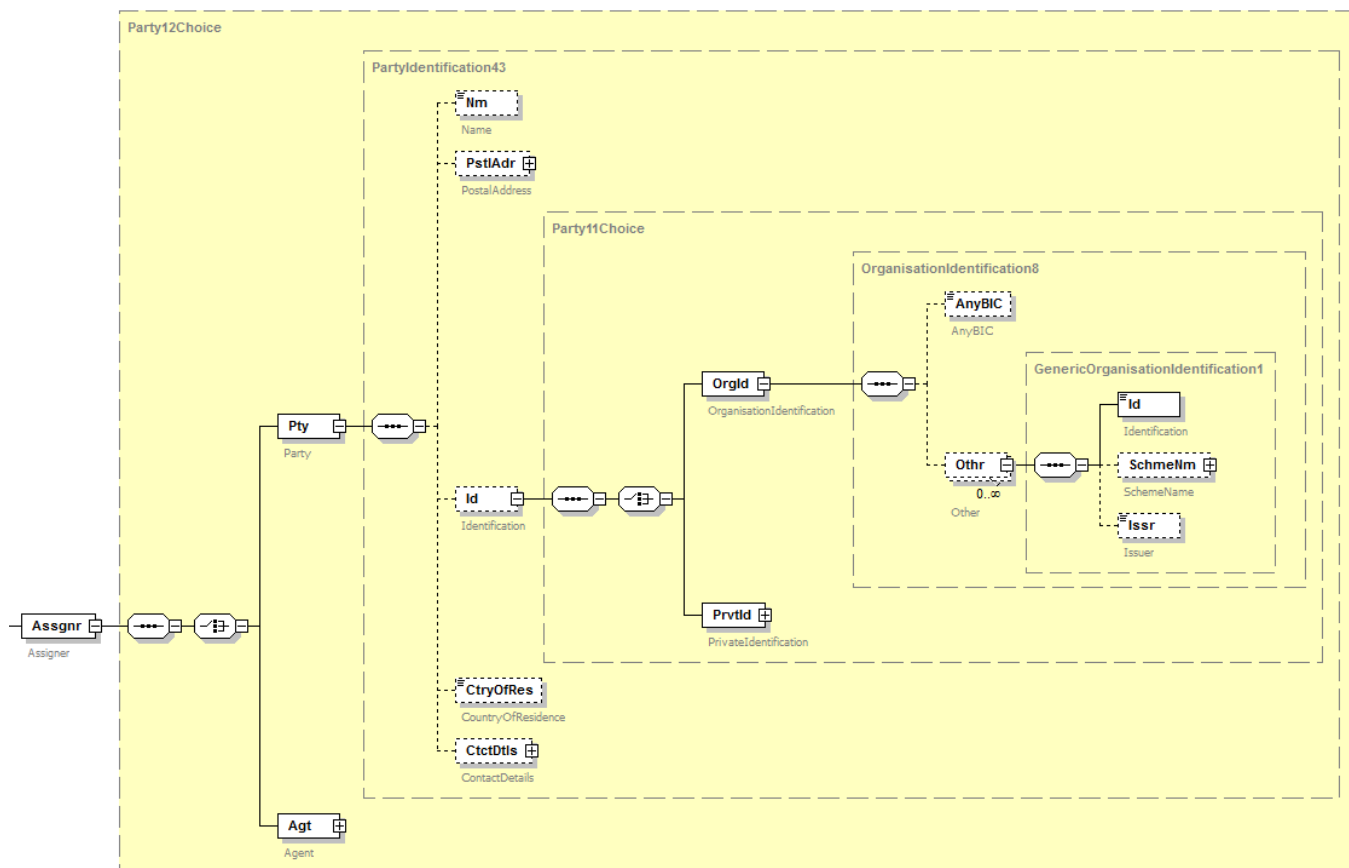 Party12Choice
PartyIdentification43
Nm
Name
PstlAdr
PostalAddress
Party11Choice
OrganisationIdentification8
AnyBIC
AnyBIC
GenericOrganisationIdentification1
OrgId
OrganisationIdentification
Id
Identification
Pty
Party
Othr
0..∞
Other
SchmeNm
SchemeName
Id
Identification
Issr
Issuer
PrvtId
PrivateIdentification
Assgnr
Assigner
CtryOfRes
CountryOfResidence
CtctDtls
ContactDetails
Agt
Agent